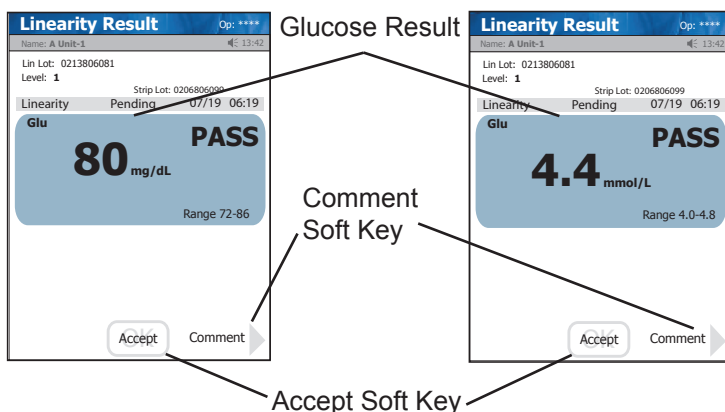 Linearity Result Op: ****
Name: A Unit-1 13:42
Lin Lot: 0213806081
Level: 1
Strip Lot: 0206806099
Linearity Pending 07/19 06:19
Glu
PASS
80 mg/dL
Range 72-86
OK
Accept Comment
Glucose Result
Comment
Soft Key
Accept Soft Key
Linearity Result Op: ****
Name: A Unit-1 13:42
Lin Lot: 0213806081
Level: 1
Strip Lot: 0206806099
Linearity Pending 07/19 06:19
Glu
PASS
4.4 mmol/L
Range 4.0-4.8
OK
Accept Comment